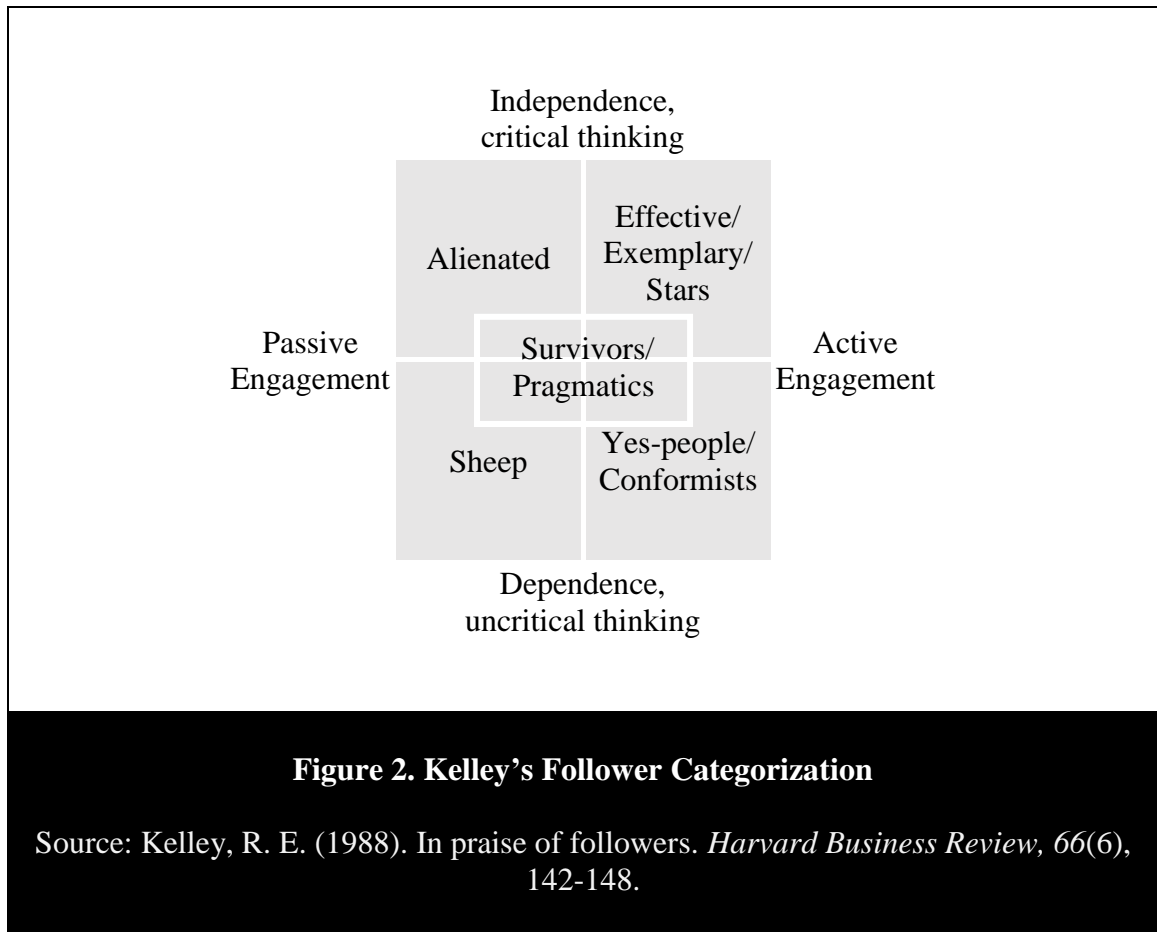 Independence,
critical thinking
Alienated
Effective/
Exemplary/
Stars
Passive
Engagement
Survivors/
Pragmatics
Active
Engagement
Sheep
Yes-people/
Conformists
Dependence,
uncritical thinking
Figure 2. Kelley’s Follower Categorization
Source: Kelley, R. E. (1988). In praise of followers. Harvard Business Review, 66(6),
142-148.